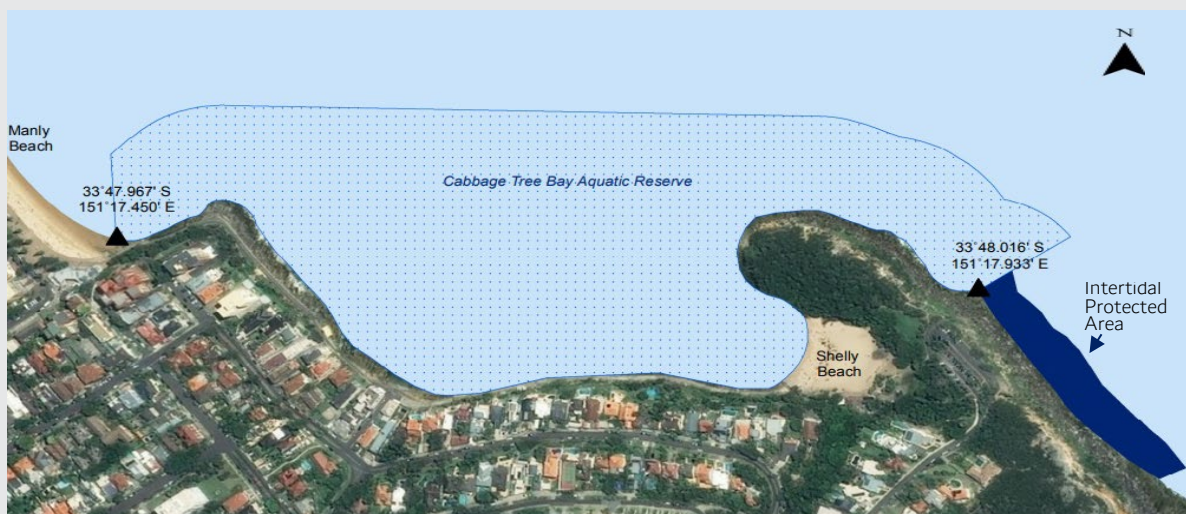 N
Manly
Beach
Cabbage Tree Bay Aquatic Reserve
33°47.967' S
151°17.450' E
33°48.016' S
151°17.933' E
Intertidal
Protected
Area
Shelly
Beach